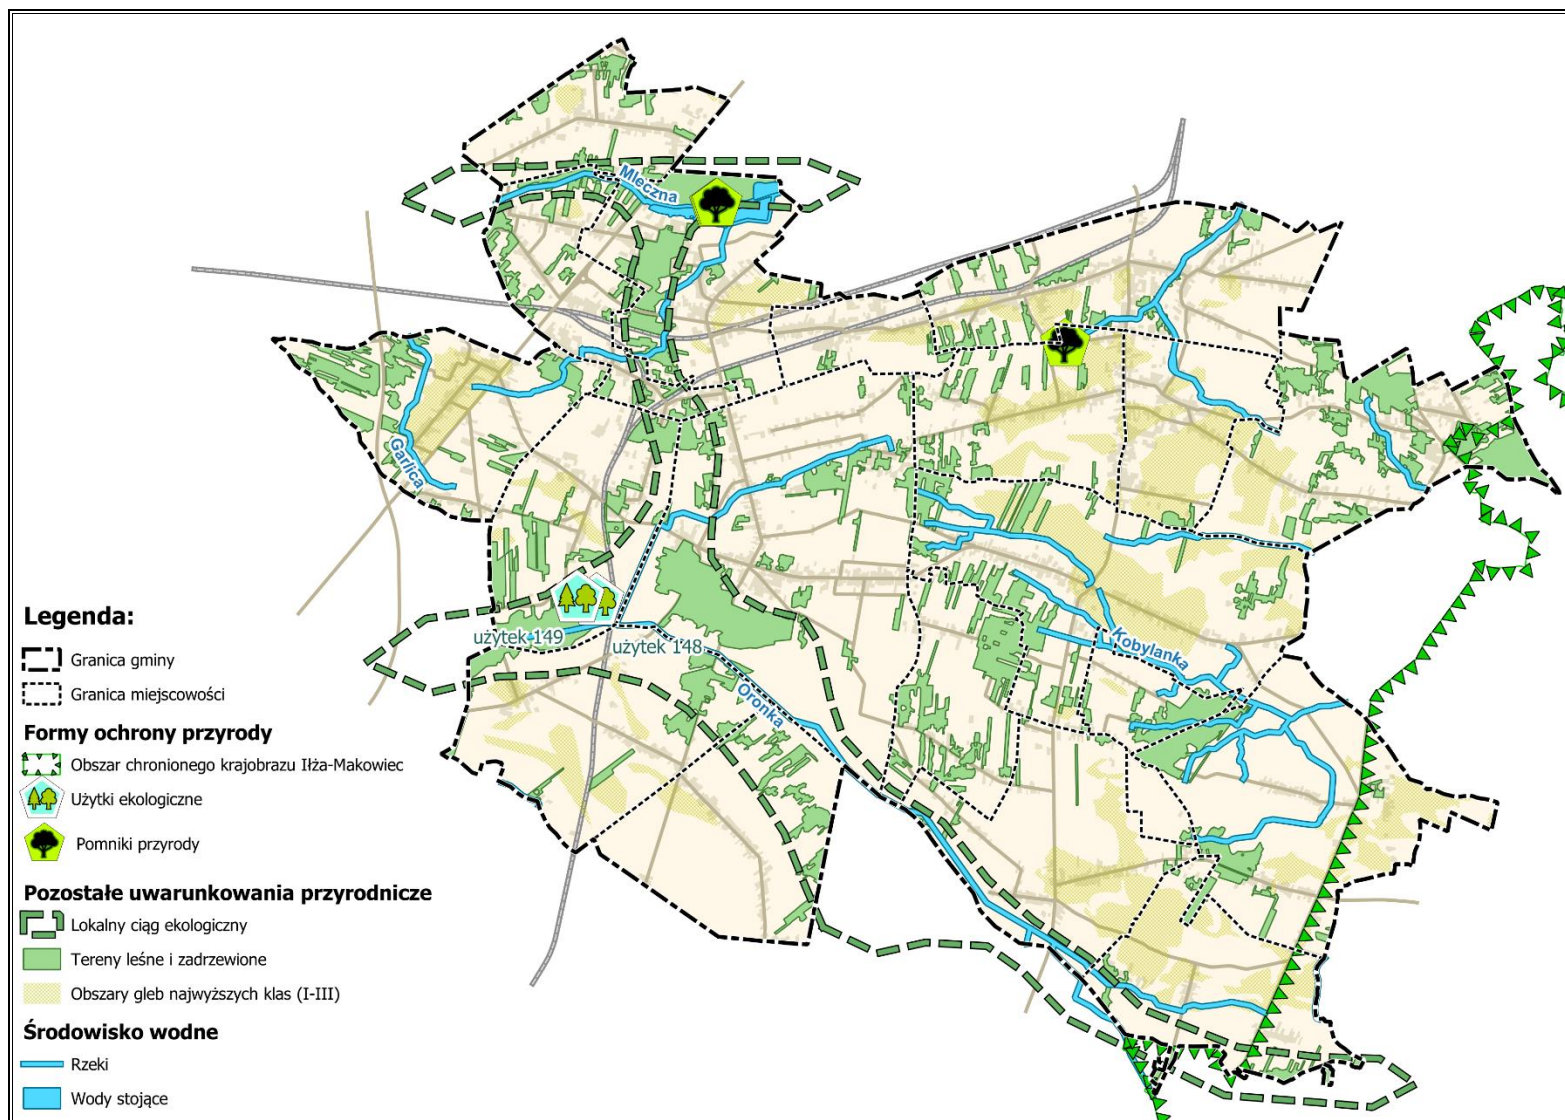 Mleczna
Garlica
użytek 149
użytek 148
Oronka
Kobylanka
Legenda:
Granica gminy
Granica miejscowości
Formy ochrony przyrody
Obszar chronionego krajobrazu Iłża-Makowiec
Użytki ekologiczne
Pomniki przyrody
Pozostałe uwarunkowania przyrodnicze
Lokalny ciąg ekologiczny
Tereny leśne i zadrzewione
Obszary gleb najwyższych klas (I-III)
Środowisko wodne
Rzeki
Wody stojące